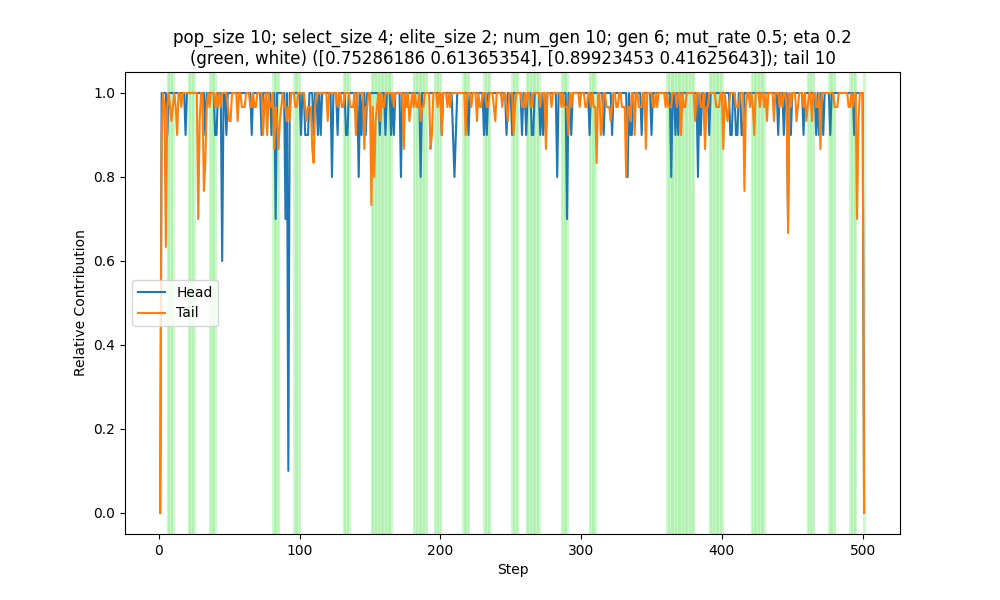 pop_size 10; select_size 4; elite_size 2; num_gen 10; gen 6; mut_rate 0.5; eta 0.2
(green, white) ([0.75286186 0.61365354], [0.89923453 0.41625643]); tail 10
1.0
0.8
0.6
0.4
0.2
0.0
Relative Contribution
Head
Tail
0
100
200
300
400
500
Step